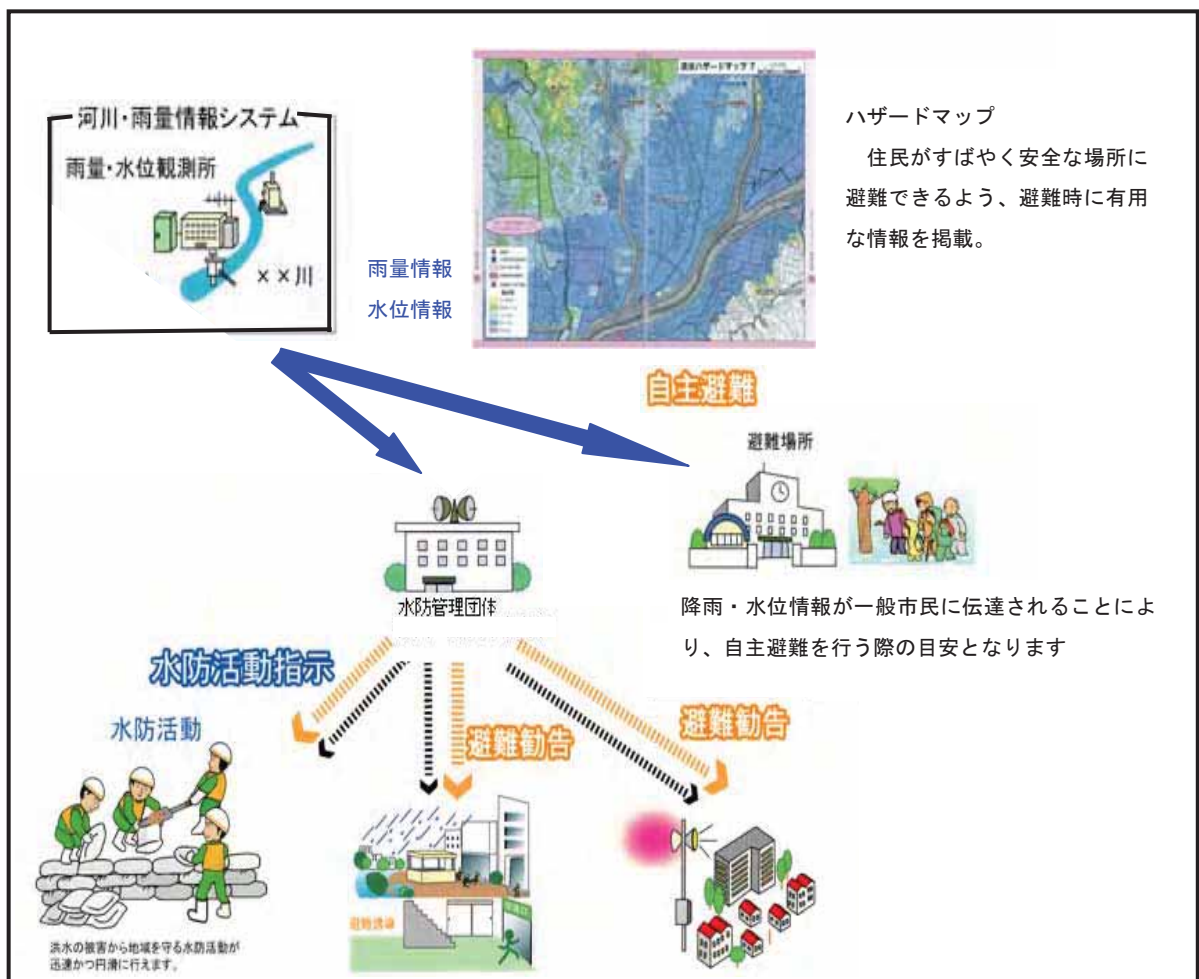 河川・雨量情報システム
雨量・水位観測所
××川
雨量情報
水位情報
ハザードマップ
住民がすばやく安全な場所に
避難できるよう、避難時に有用
な情報を掲載。
自主避難
避難場所
降雨・水位情報が一般市民に伝達されることによ
り、自主避難を行う際の目安となります
水防管理団体
水防活動指示
水防活動
避難勧告
避難勧告
避難誘導
洪水の被害から地域を守る水防活動が
迅速かつ円滑に行えます。